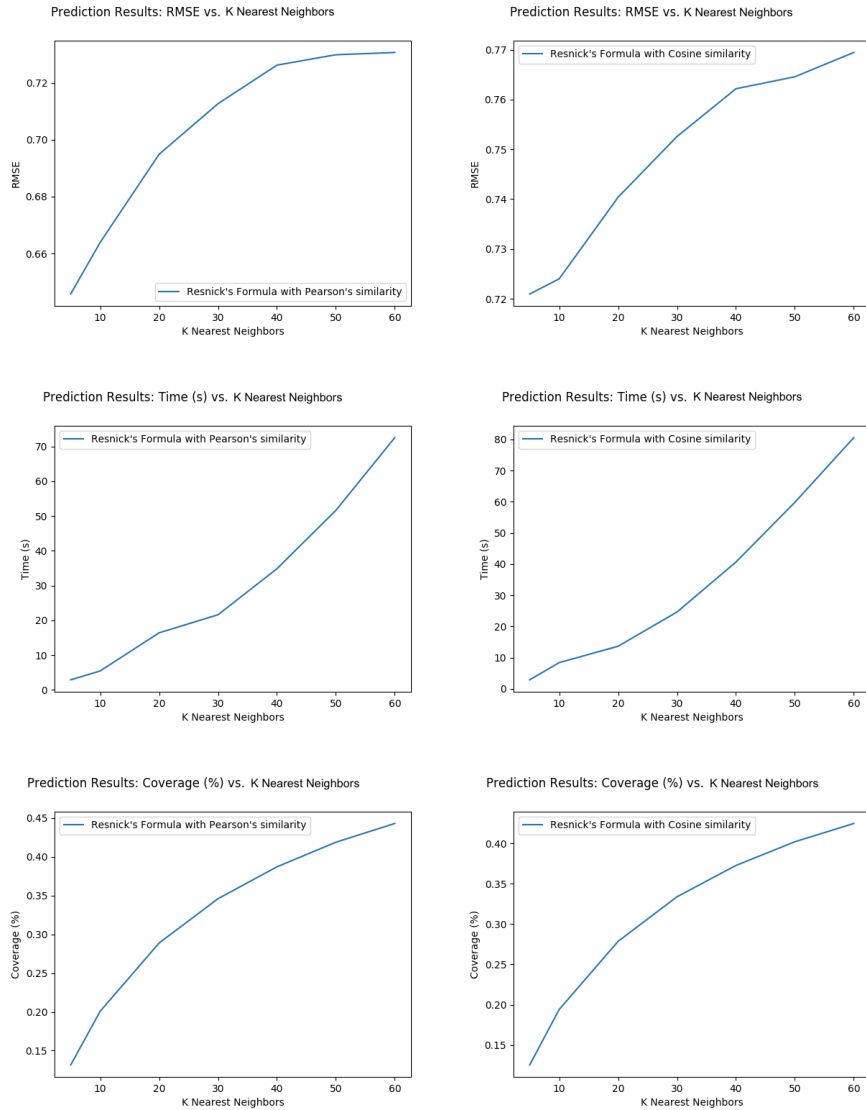 Prediction Results: RMSE vs. K Nearest Neighbors
0.72
0.70
0.68
0.66
RMSE
Resnick's Formula with Pearson's similarity
10 20 30 40 50 60
K Nearest Neighbors
Prediction Results: RMSE vs. K Nearest Neighbors
Resnick's Formula with Cosine similarity
0.77
0.76
0.75
0.74
0.73
0.72
RMSE
10 20 30 40 50 60
K Nearest Neighbors
Prediction Results: Time (s) vs. K Nearest Neighbors
Resnick's Formula with Pearson's similarity
70
60
50
40
30
20
10
0
Time (s)
10 20 30 40 50 60
K Nearest Neighbors
Prediction Results: Time (s) vs. K Nearest Neighbors
Resnick's Formula with Cosine similarity
80
70
60
50
40
30
20
10
0
Time (s)
10 20 30 40 50 60
K Nearest Neighbors
Prediction Results: Coverage (%) vs. K Nearest Neighbors
Resnick's Formula with Pearson's similarity
0.45
0.40
0.35
0.30
0.25
0.20
0.15
Coverage (%)
10 20 30 40 50 60
K Nearest Neighbors
Prediction Results: Coverage (%) vs. K Nearest Neighbors
Resnick's Formula with Cosine similarity
0.40
0.35
0.30
0.25
0.20
0.15
Coverage (%)
10 20 30 40 50 60
K Nearest Neighbors